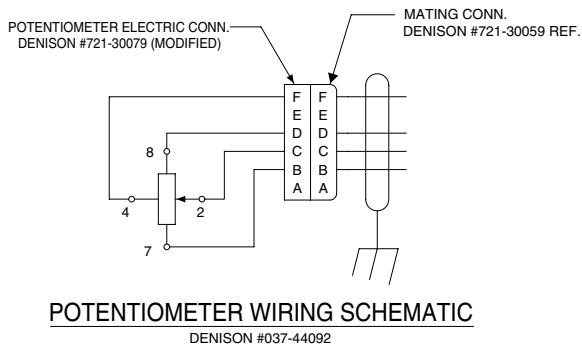 POTENTIOMETER ELECTRIC CONN.
DENISON #721-30079 (MODIFIED)
MATING CONN.
DENISON #721-30059 REF.
F F
E E
D D
C C
B B
A A
8
4
2
7
POTENTIOMETER WIRING SCHEMATIC
DENISON #037-44092